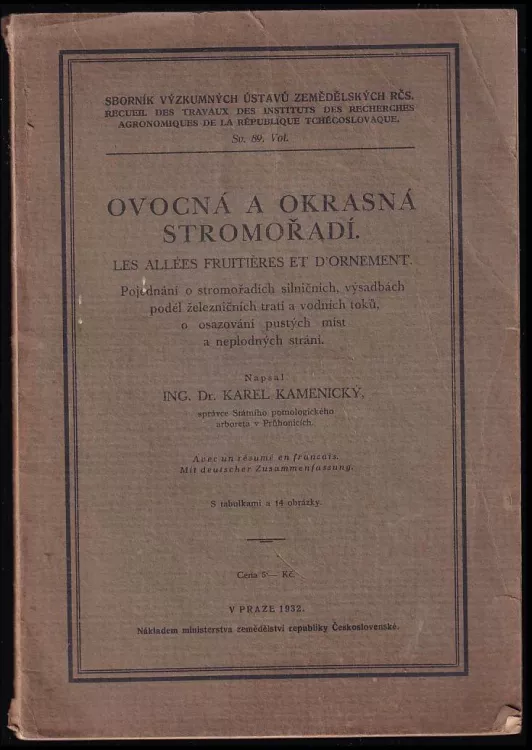 SBORNÍK VÝZKUMNÝCH ÚSTAVŮ ZEMĚDĚLSKÝCH RČS.
RECUEIL DES TRAVAUX DES INSTITUTS DES RECHERCHES
AGRONOMIQUES DE LA RÉPUBLIQUE TCHÉCOSLOVAQUE.
Sv. 89. Vol.
OVOCNÁ A OKRASNÁ
STROMOŘADÍ.
LES ALLÉES FRUITIÈRES ET D'ORNEMENT.
Pojednání o stromořadích silničních, výsadbách
podél železničních tratí a vodních toků,
o osazování pustých míst
a neplodných strání.
Napsal
ING. Dr. KAREL KAMENICKÝ,
správce Státního pomologického
arboreta v Průhonicích.
Avec un résumé en francais.
Mit deutscher Zusammenfassung.
S tabulkami a 14 obrázky.
Cena 5·— Kč.
V PRAZE 1932.
Nákladem ministerstva zemědělství republiky Československé.